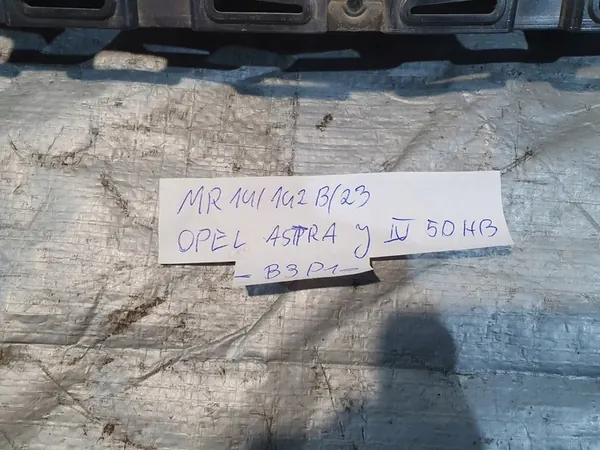 MR 141/142 B/23
OPEL ASTRA y IV 5D HB
- B3P1 -